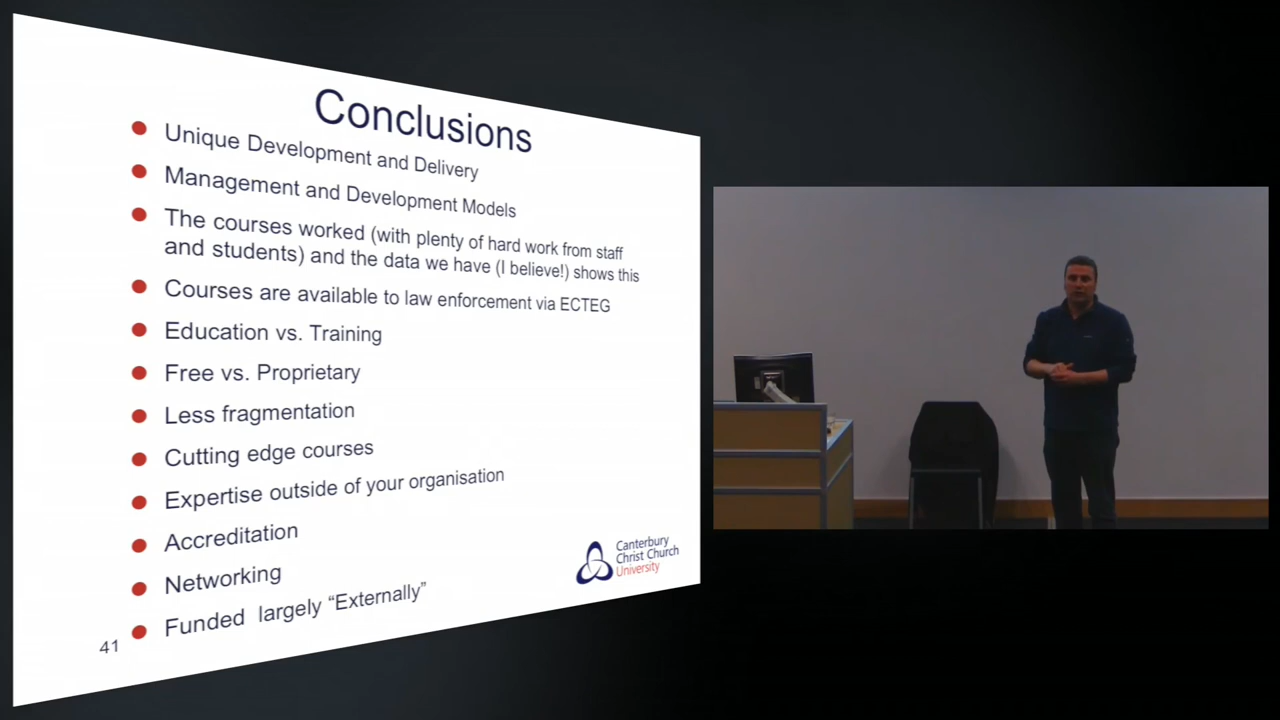 Conclusions
Unique Development and Delivery
Management and Development Models
The courses worked (with plenty of hard work from staff
and students) and the data we have (I believe!) shows this
Courses are available to law enforcement via ECTEG
Education vs. Training
Free vs. Proprietary
Less fragmentation
Cutting edge courses
Expertise outside of your organisation
Accreditation
Networking
Funded largely “Externally”
41
Canterbury
Christ Church
University